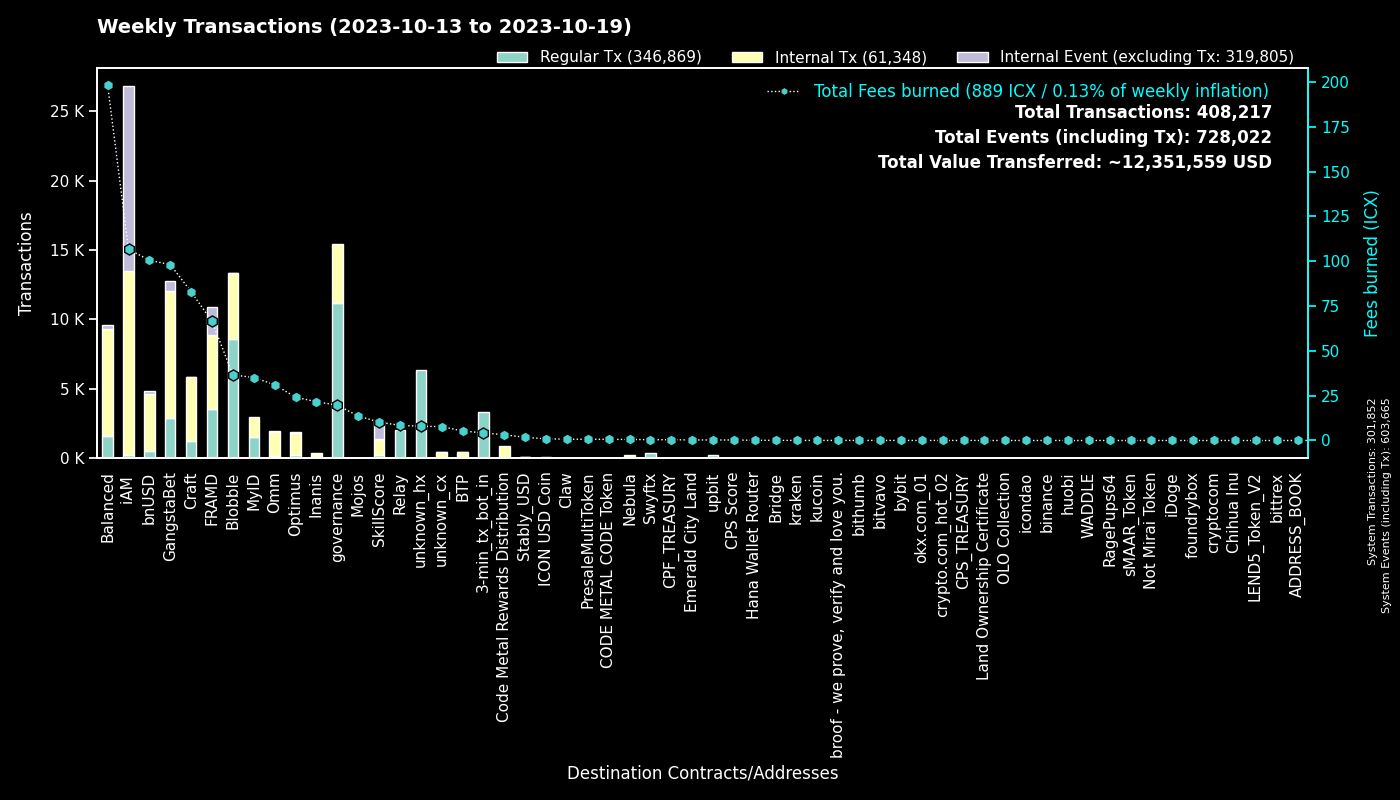 Weekly Transactions (2023-10-13 to 2023-10-19)
Regular Tx (346,869)
Internal Tx (61,348)
Internal Event (excluding Tx: 319,805)
Total Fees burned (889 ICX / 0.13% of weekly inflation)
Total Transactions: 408,217
Total Events (including Tx): 728,022
Total Value Transferred: ~12,351,559 USD
Transactions
25 K
20 K
15 K
10 K
5 K
0 K
200
175
150
125
100
75
50
25
0
Fees burned (ICX)
System Transactions: 301,852
System Events (including Tx): 603,665
Balanced
iAM
bnUSD
GangstaBet
Craft
FRAMD
Blobble
MyID
Omm
Optimus
Inanis
governance
Mojos
SkillScore
Relay
unknown_hx
unknown_cx
BTP
3-min_tx_bot_in
Code Metal Rewards Distribution
Stably_USD
ICON USD Coin
Claw
PresaleMultiToken
CODE METAL CODE Token
Nebula
Swyftx
CPF_TREASURY
Emerald City Land
upbit
CPS Score
Hana Wallet Router
Bridge
kraken
kucoin
broof - we prove, verify and love you.
bithumb
bitvavo
bybit
okx.com_01
crypto.com_hot_02
CPS_TREASURY
Land Ownership Certificate
OLO Collection
icondao
binance
huobi
WADDLE
RagePups64
sMAAR_Token
Not Mirai Token
iDoge
foundrybox
cryptocom
Chihua Inu
LEND5_Token_V2
bittrex
ADDRESS_BOOK
Destination Contracts/Addresses